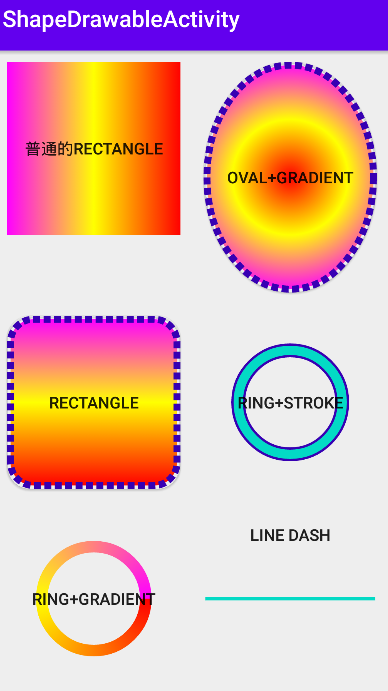 ShapeDrawableActivity
普通的RECTANGLE
OVAL+GRADIENT
RECTANGLE
RING+STROKE
LINE DASH
RING+GRADIENT